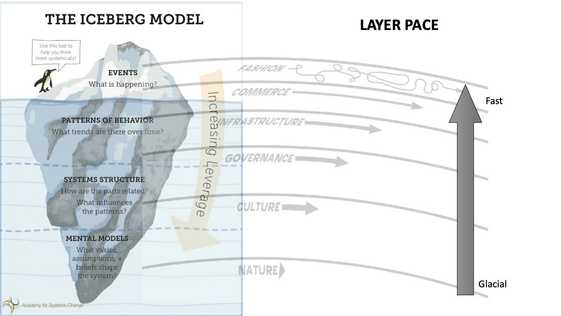 THE ICEBERG MODEL
LAYER PACE
Use this tool to
help you think
more systemically!
EVENTS
What is happening?
PATTERNS OF BEHAVIOR
What trends are there over time?
SYSTEMS STRUCTURE
How are the parts related?
What influences
the patterns?
MENTAL MODELS
What values,
assumptions, &
beliefs shape
the system?
Academy for Systems Change
Increasing Leverage
FASHION
COMMERCE
INFRASTRUCTURE
GOVERNANCE
CULTURE
NATURE
Fast
Glacial